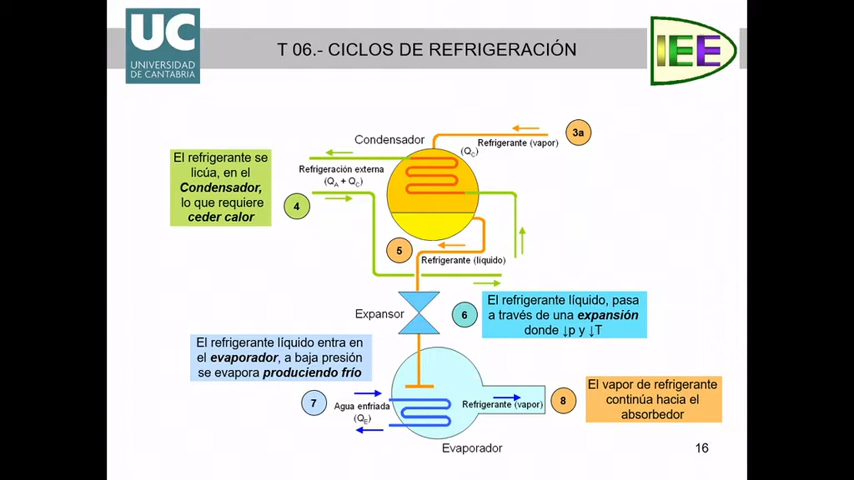 UC
UNIVERSIDAD
DE CANTABRIA
T 06.- CICLOS DE REFRIGERACIÓN
IEE
Condensador
3a
Refrigerante (vapor)
(QC)
El refrigerante se
licúa, en el
Condensador,
lo que requiere
ceder calor
Refrigeración externa
(QA + QC)
4
5
Refrigerante (líquido)
Expansor
6
El refrigerante líquido, pasa
a través de una expansión
donde ↓p y ↓T
El refrigerante líquido entra en
el evaporador, a baja presión
se evapora produciendo frío
7
Agua enfriada
(QE)
Refrigerante (vapor)
8
El vapor de refrigerante
continúa hacia el
absorbedor
Evaporador
16